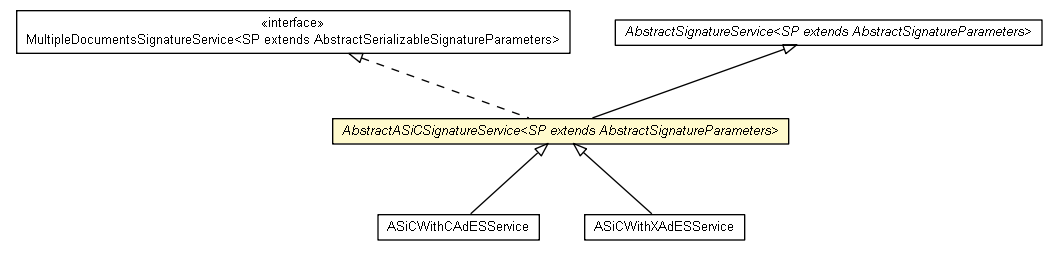 «interface»
MultipleDocumentsSignatureService<SP extends AbstractSerializableSignatureParameters>
AbstractSignatureService<SP extends AbstractSignatureParameters>
AbstractASiCSignatureService<SP extends AbstractSignatureParameters>
ASiCWithCAdESService
ASiCWithXAdESService